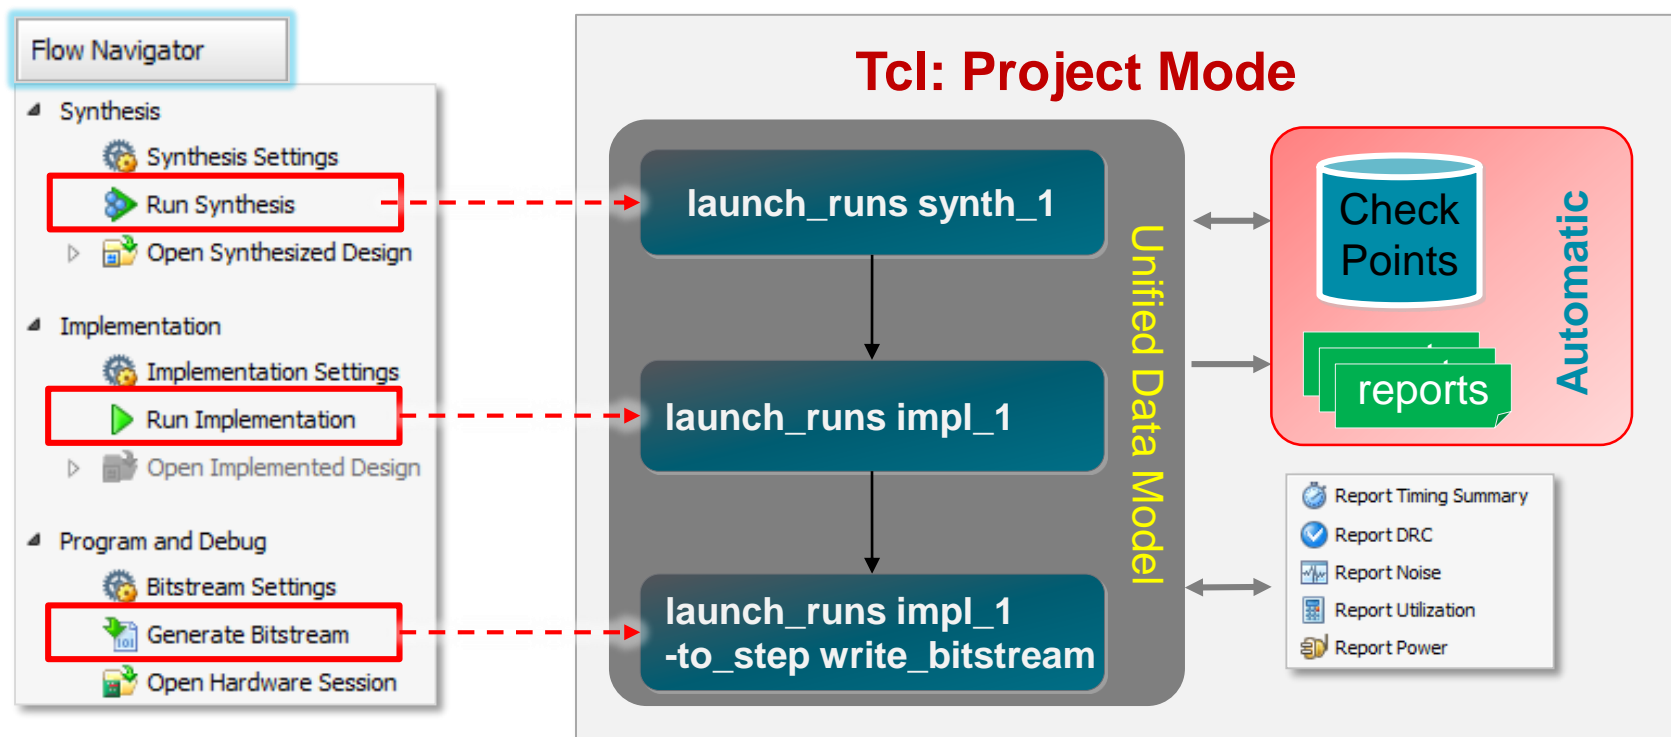 Flow Navigator
Synthesis
Synthesis Settings
Run Synthesis
Open Synthesized Design
Implementation
Implementation Settings
Run Implementation
Open Implemented Design
Program and Debug
Bitstream Settings
Generate Bitstream
Open Hardware Session
Tcl: Project Mode
launch_runs synth_1
launch_runs impl_1
launch_runs impl_1
-to_step write_bitstream
Unified Data Model
Check
Points
reports
Automatic
Report Timing Summary
Report DRC
Report Noise
Report Utilization
Report Power